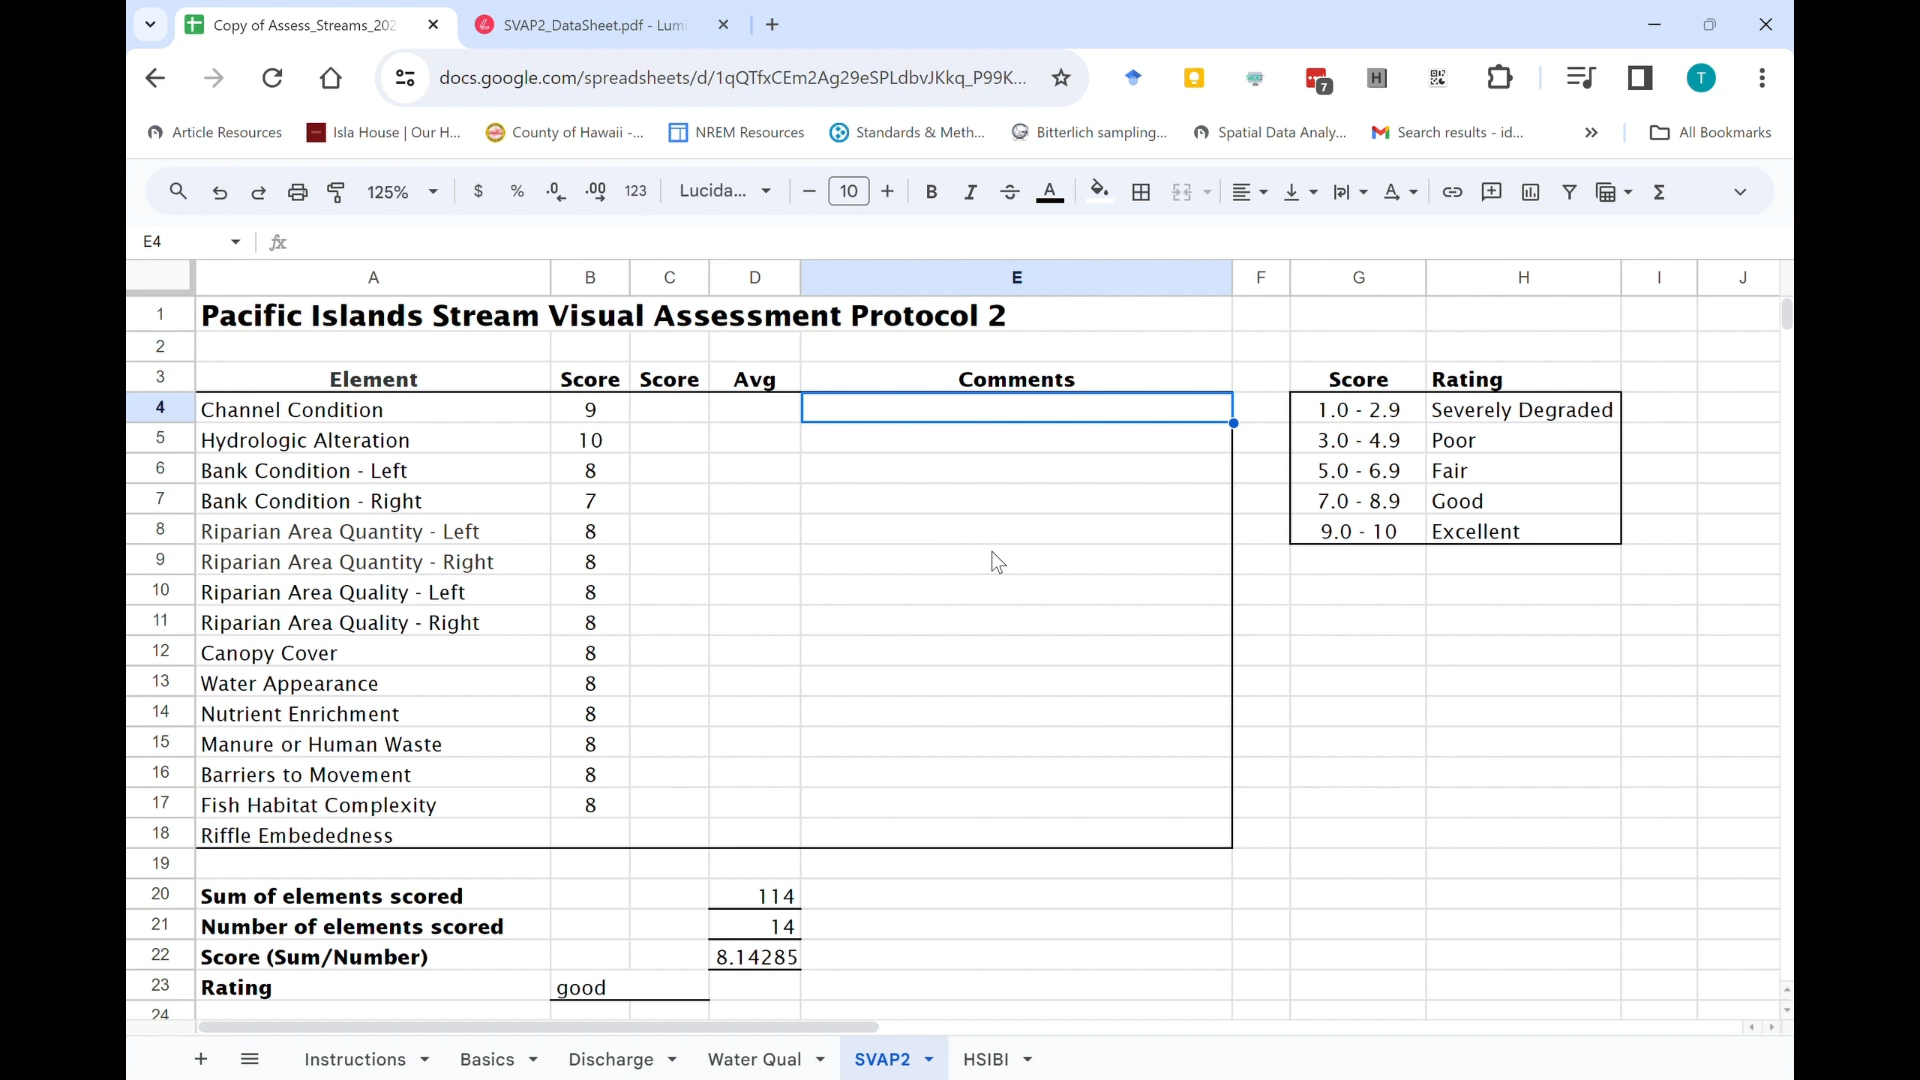 Copy of Assess_Streams_202
SVAP2_DataSheet.pdf - Lumi
docs.google.com/spreadsheets/d/1qQTfxCEm2Ag29eSPLdbvJKkq_P99K...
7
H
T
Article Resources
Isla House | Our H...
County of Hawaii -...
NREM Resources
Standards & Meth...
Bitterlich sampling...
Spatial Data Analy...
Search results - id...
All Bookmarks
125% $ % .0 .00 123 Lucida... 10 B I A
E4 fx
A B C D E F G H I J
1 Pacific Islands Stream Visual Assessment Protocol 2
2
3 Element Score Score Avg Comments Score Rating
4 Channel Condition 9 1.0 - 2.9 Severely Degraded
5 Hydrologic Alteration 10 3.0 - 4.9 Poor
6 Bank Condition - Left 8 5.0 - 6.9 Fair
7 Bank Condition - Right 7 7.0 - 8.9 Good
8 Riparian Area Quantity - Left 8 9.0 - 10 Excellent
9 Riparian Area Quantity - Right 8
10 Riparian Area Quality - Left 8
11 Riparian Area Quality - Right 8
12 Canopy Cover 8
13 Water Appearance 8
14 Nutrient Enrichment 8
15 Manure or Human Waste 8
16 Barriers to Movement 8
17 Fish Habitat Complexity 8
18 Riffle Embededness
19
20 Sum of elements scored 114
21 Number of elements scored 14
22 Score (Sum/Number) 8.14285
23 Rating good
24
Instructions Basics Discharge Water Qual SVAP2 HSIBI